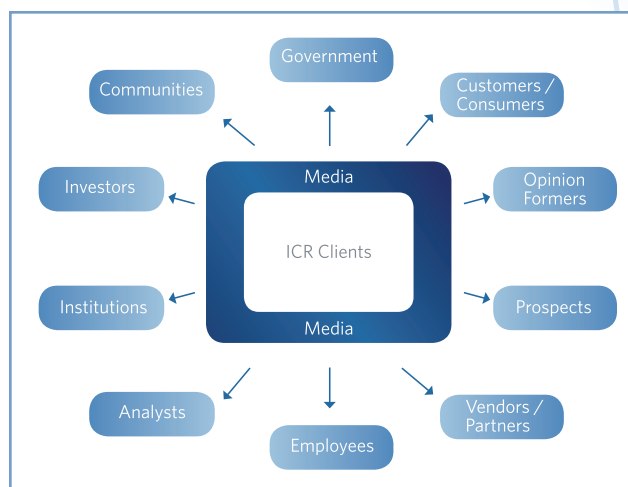 Government
Communities
Customers /
Consumers
Media
Investors
Opinion
Formers
ICR Clients
Institutions
Prospects
Media
Analysts
Vendors /
Partners
Employees